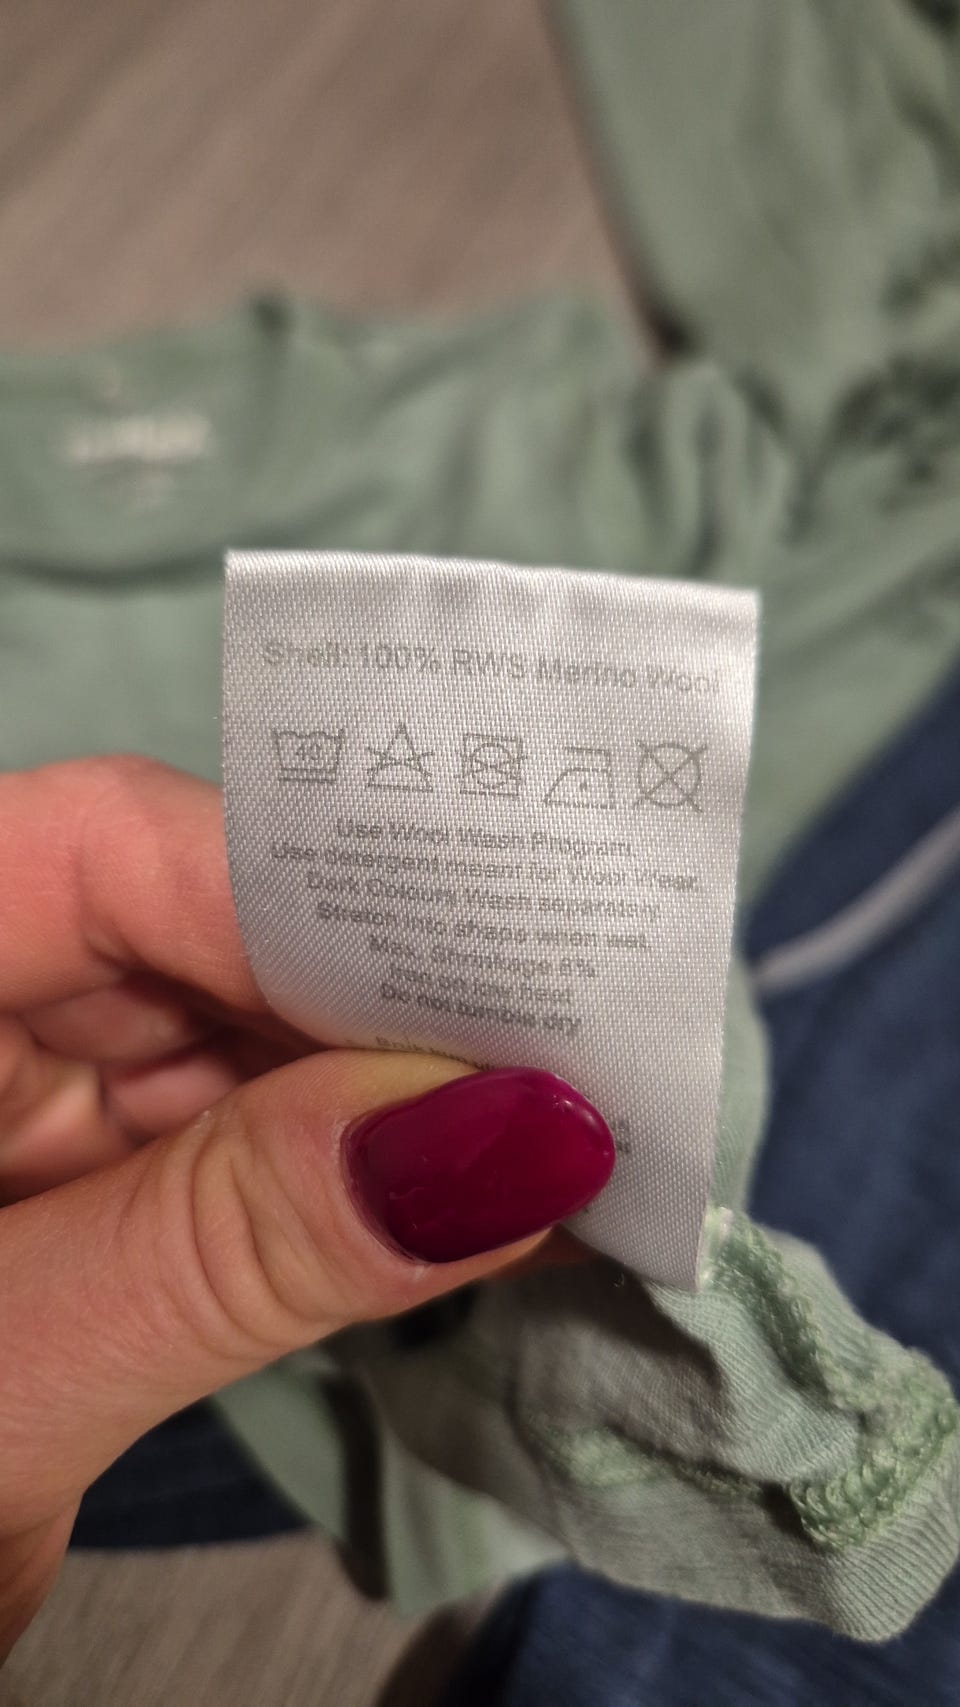 Shell: 100% RWS Merino Wool
40
Use Wool Wash Program.
Use detergent meant for Wool Wear.
Dark Colours Wash separately.
Stretch into shape when wet.
Max. Shrinkage 8%
Iron on low heat
Do not tumble dry